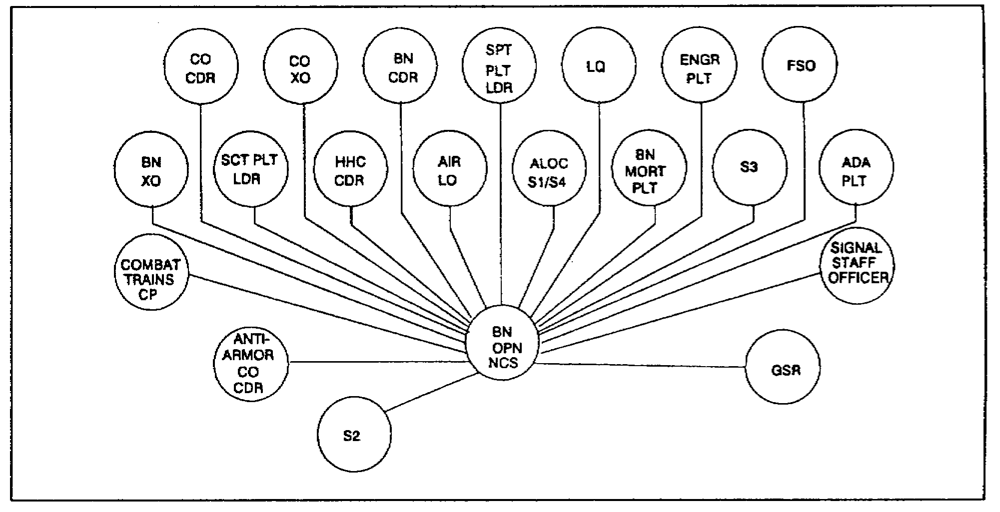 CO
CDR
CO
XO
BN
CDR
SPT
PLT
LDR
LQ
ENGR
PLT
FSO
BN
XO
SCT PLT
LDR
HHC
CDR
AIR
LO
ALOC
S1/S4
BN
MORT
PLT
S3
ADA
PLT
COMBAT
TRAINS
CP
SIGNAL
STAFF
OFFICER
BN
OPN
NCS
ANTI-
ARMOR
CO
CDR
GSR
S2